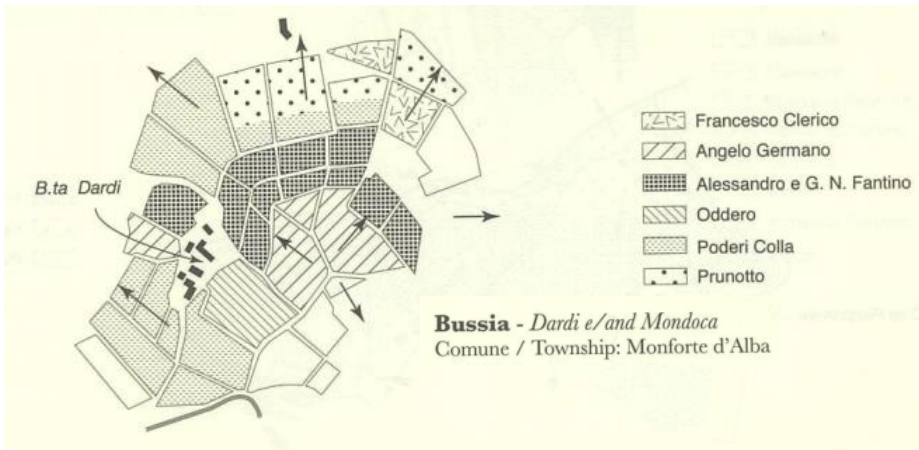 B.ta Dardi
Francesco Clerico
Angelo Germano
Alessandro e G. N. Fantino
Oddero
Poderi Colla
Prunotto
Bussia - Dardi e/and Mondoca
Comune / Township: Monforte d'Alba